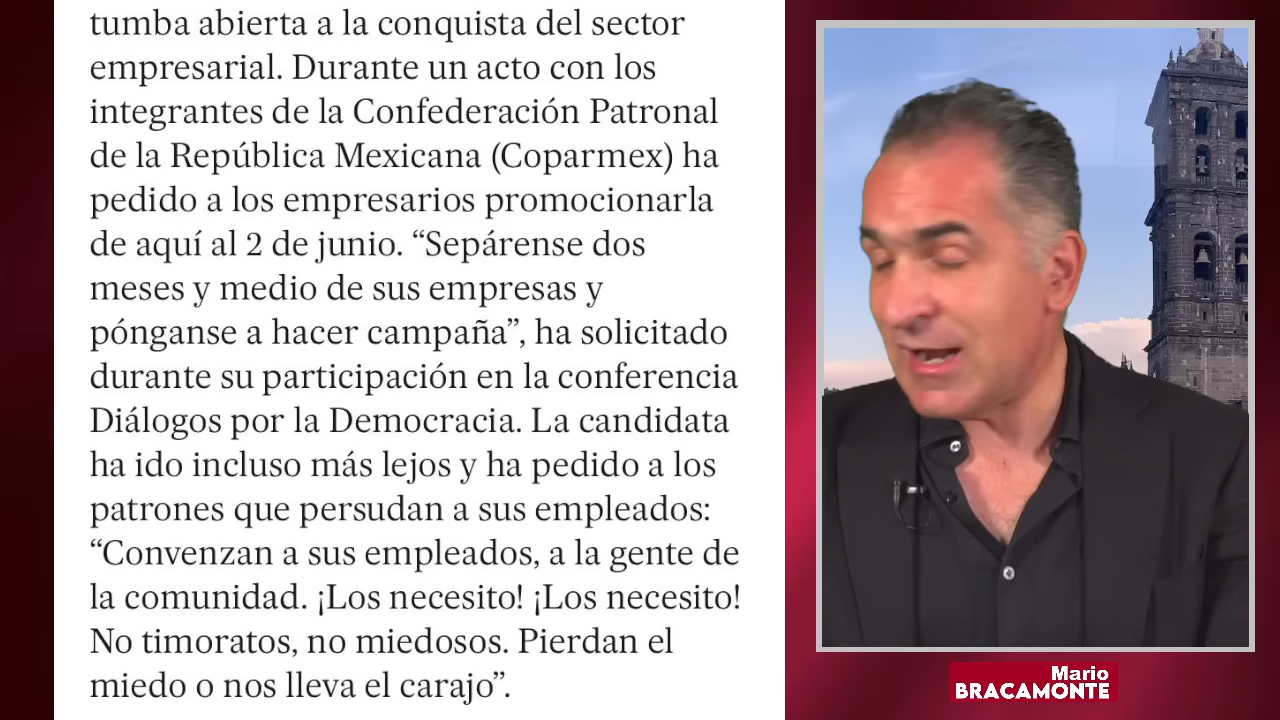 tumba abierta a la conquista del sector
empresarial. Durante un acto con los
integrantes de la Confederación Patronal
de la República Mexicana (Coparmex) ha
pedido a los empresarios promocionarla
de aquí al 2 de junio. “Sepárense dos
meses y medio de sus empresas y
pónganse a hacer campaña”, ha solicitado
durante su participación en la conferencia
Diálogos por la Democracia. La candidata
ha ido incluso más lejos y ha pedido a los
patrones que persudan a sus empleados:
“Convenzan a sus empleados, a la gente de
la comunidad. ¡Los necesito! ¡Los necesito!
No timoratos, no miedosos. Pierdan el
miedo o nos lleva el carajo”.
Mario
BRACAMONTE